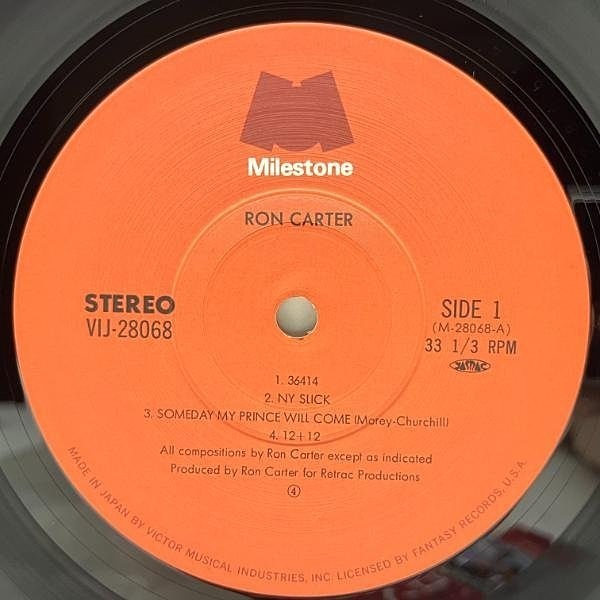 Milestone
RON CARTER
STEREO
VIJ-28068
SIDE 1
(M-28068-A)
33 1/3 RPM
JASRAC
1. 36414
2. NY SLICK
3. SOMEDAY MY PRINCE WILL COME (Morey-Churchill)
4. 12+12
All compositions by Ron Carter except as indicated
Produced by Ron Carter for Retrac Productions
④
MADE IN JAPAN BY VICTOR MUSICAL INDUSTRIES, INC. LICENSED BY FANTASY RECORDS, U.S.A.